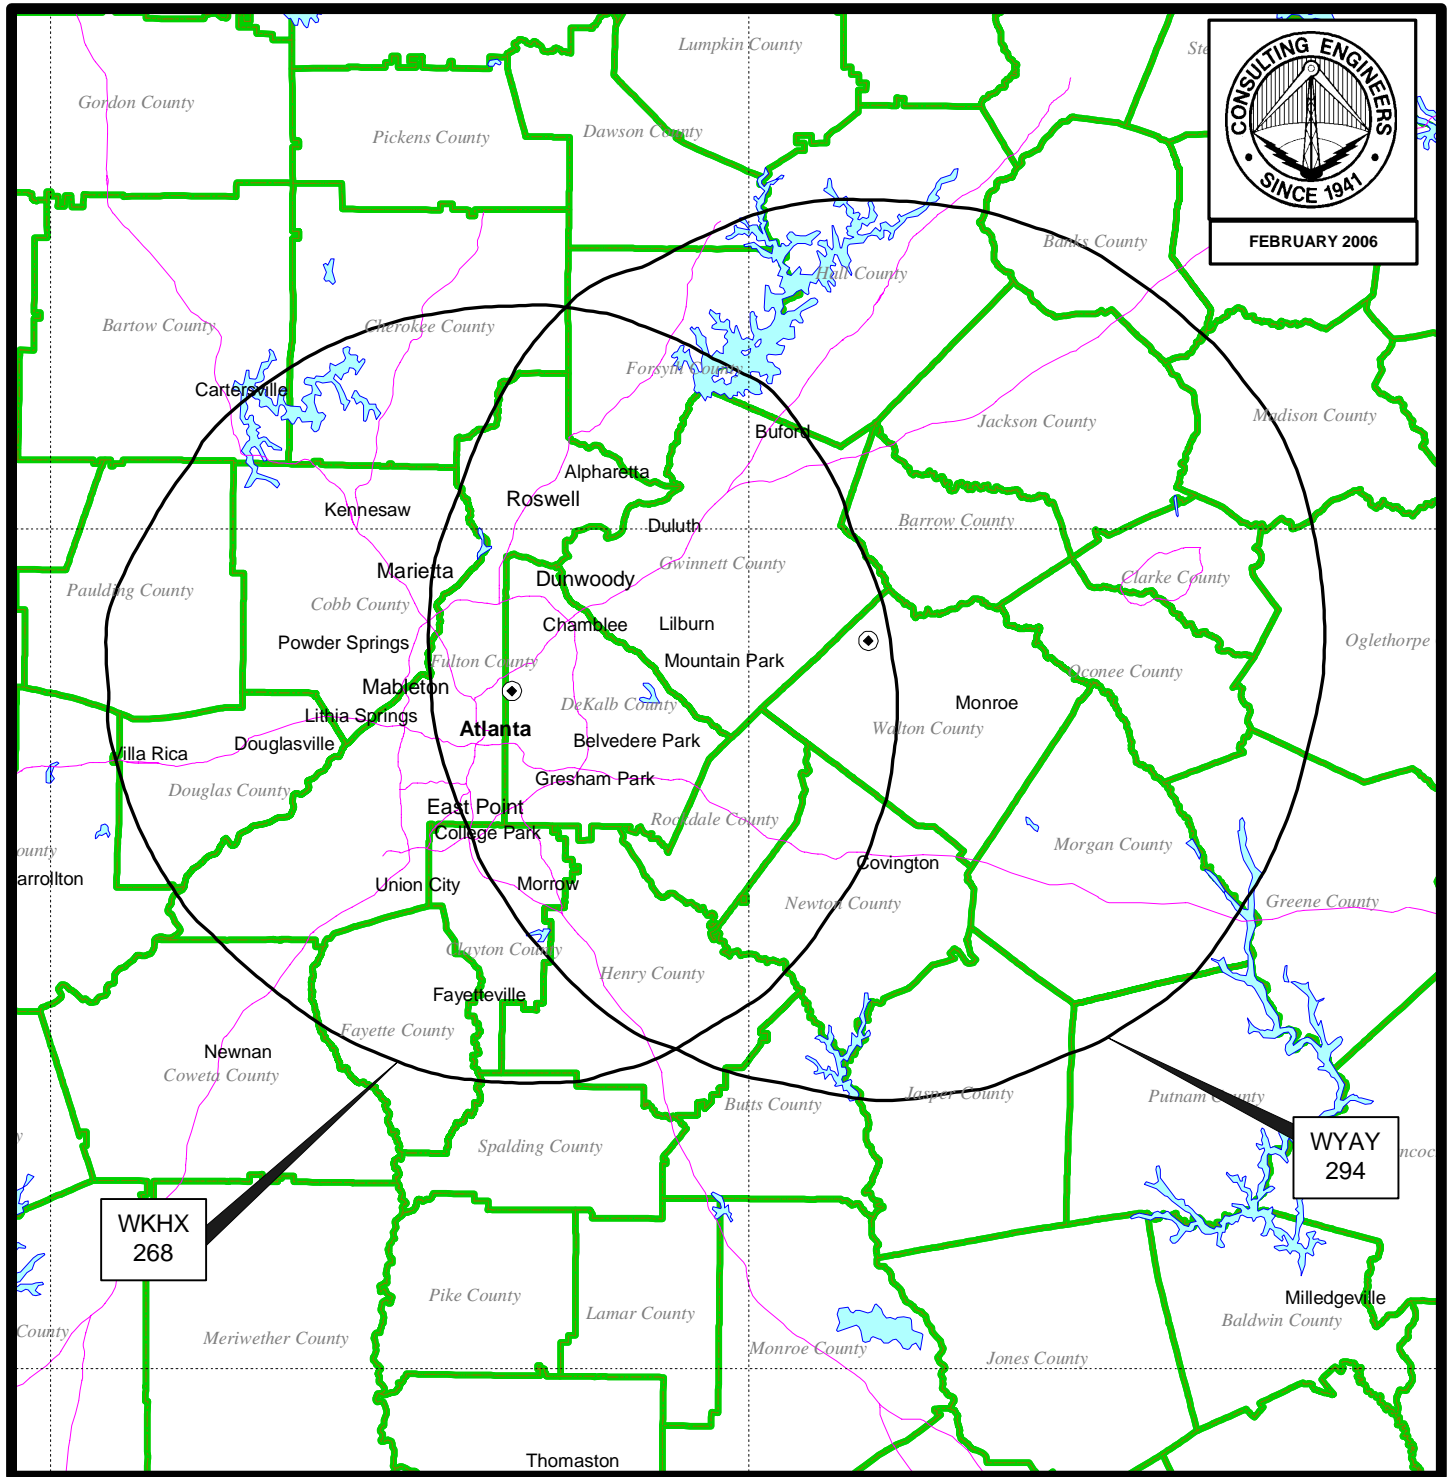 Lumpkin County
Ste
CONSULTING ENGINEERS
SINCE 1941
FEBRUARY 2006
Gordon County
Pickens County
Dawson County
Banks County
Hall County
Bartow County
Cherokee County
Forsyth County
Cartersville
Jackson County
Madison County
Buford
Alpharetta
Roswell
Kennesaw
Duluth
Barrow County
Gwinnett County
Marietta
Dunwoody
Clarke County
Paulding County
Cobb County
Chamblee
Lilburn
Powder Springs
Oglethorpe
Fulton County
Mountain Park
Oconee County
Mableton
DeKalb County
Monroe
Lithia Springs
Atlanta
Walton County
Villa Rica
Douglasville
Belvedere Park
Gresham Park
Douglas County
East Point
Rockdale County
College Park
Morgan County
ounty
Covington
arrollton
Union City
Morrow
Newton County
Greene County
Clayton County
Henry County
Fayetteville
Fayette County
Newnan
Coweta County
Jasper County
Putnam County
Butts County
y
Spalding County
WYAY
294
ncoc
WKHX
268
Pike County
Lamar County
Milledgeville
Baldwin County
County
Meriwether County
Monroe County
Jones County
Thomaston